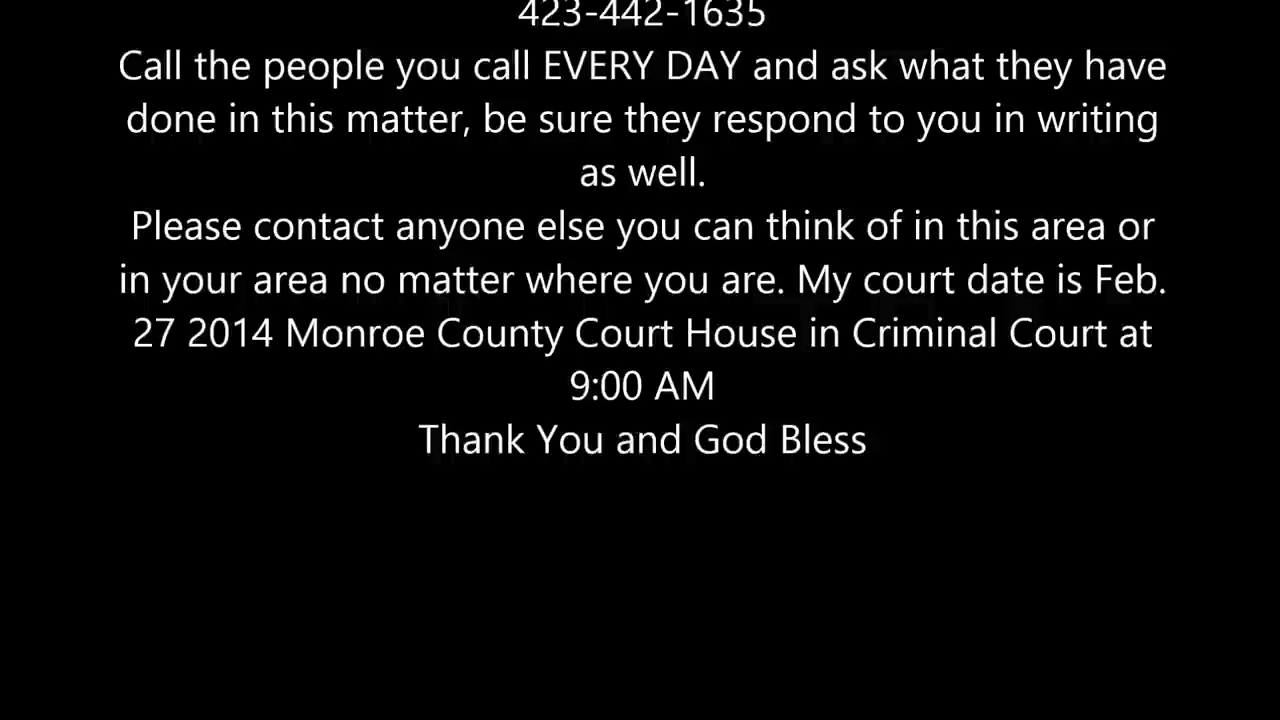 423-442-1635
Call the people you call EVERY DAY and ask what they have
done in this matter, be sure they respond to you in writing
as well.
Please contact anyone else you can think of in this area or
in your area no matter where you are. My court date is Feb.
27 2014 Monroe County Court House in Criminal Court at
9:00 AM
Thank You and God Bless